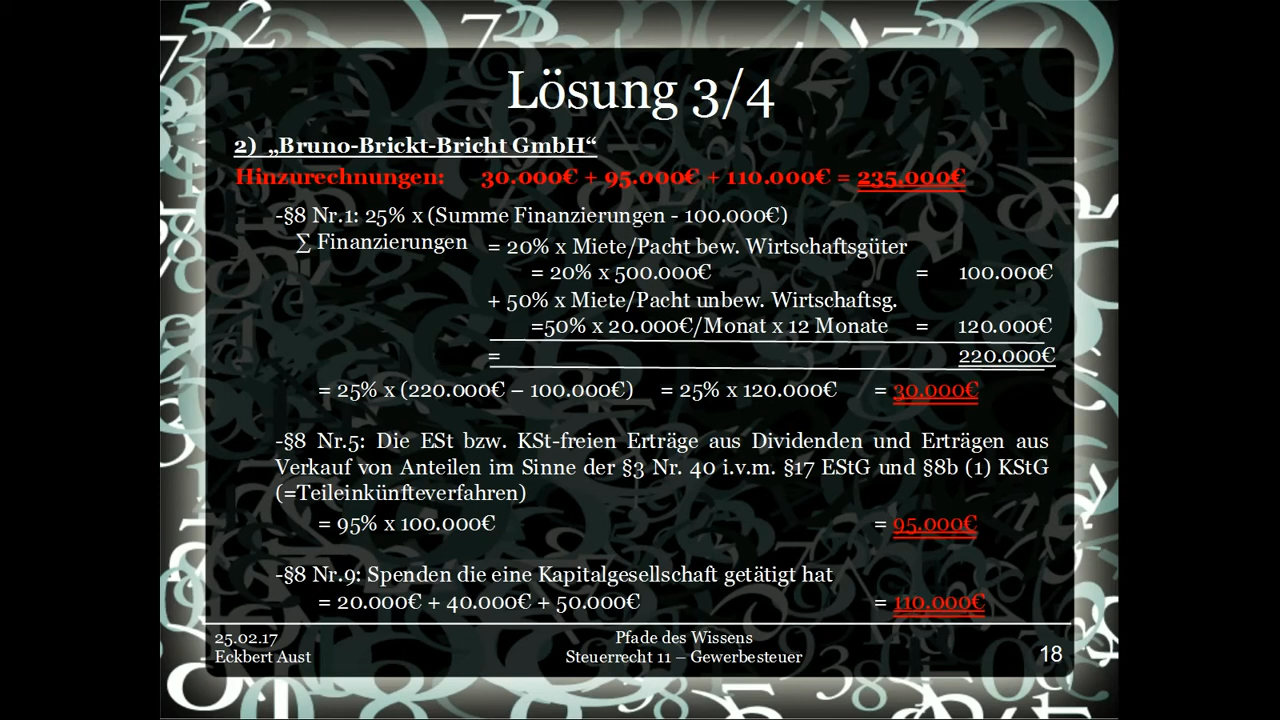 Lösung 3/4
2) „Bruno-Brickt-Bricht GmbH“
Hinzurechnungen: 30.000€ + 95.000€ + 110.000€ = 235.000€
-§8 Nr.1: 25% x (Summe Finanzierungen - 100.000€)
∑ Finanzierungen = 20% x Miete/Pacht bew. Wirtschaftsgüter
= 20% x 500.000€ = 100.000€
+ 50% x Miete/Pacht unbew. Wirtschaftsg.
=50% x 20.000€/Monat x 12 Monate = 120.000€
= 220.000€
= 25% x (220.000€ – 100.000€) = 25% x 120.000€ = 30.000€
-§8 Nr.5: Die ESt bzw. KSt-freien Erträge aus Dividenden und Erträgen aus
Verkauf von Anteilen im Sinne der §3 Nr. 40 i.v.m. §17 EStG und §8b (1) KStG
(=Teileinkünfteverfahren)
= 95% x 100.000€ = 95.000€
-§8 Nr.9: Spenden die eine Kapitalgesellschaft getätigt hat
= 20.000€ + 40.000€ + 50.000€ = 110.000€
25.02.17 Pfade des Wissens
Eckbert Aust Steuerrecht 11 – Gewerbesteuer 18